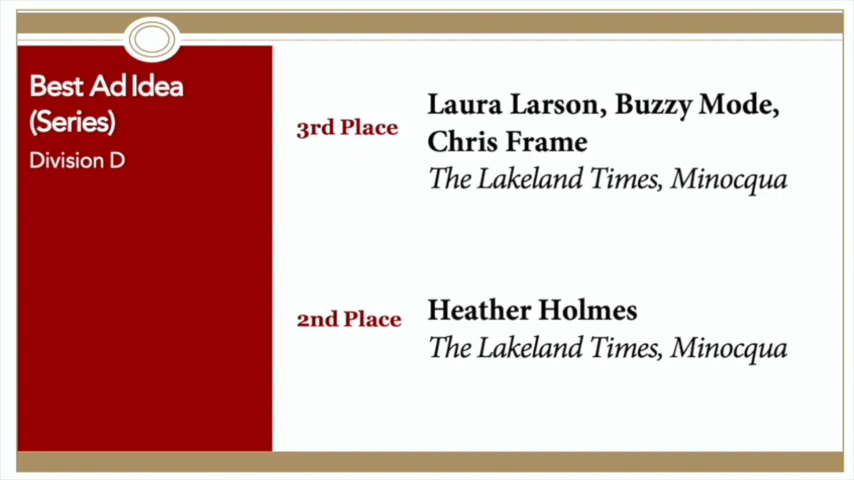 Best Ad Idea
(Series)
Division D
3rd Place
Laura Larson, Buzzy Mode,
Chris Frame
The Lakeland Times, Minocqua
2nd Place
Heather Holmes
The Lakeland Times, Minocqua